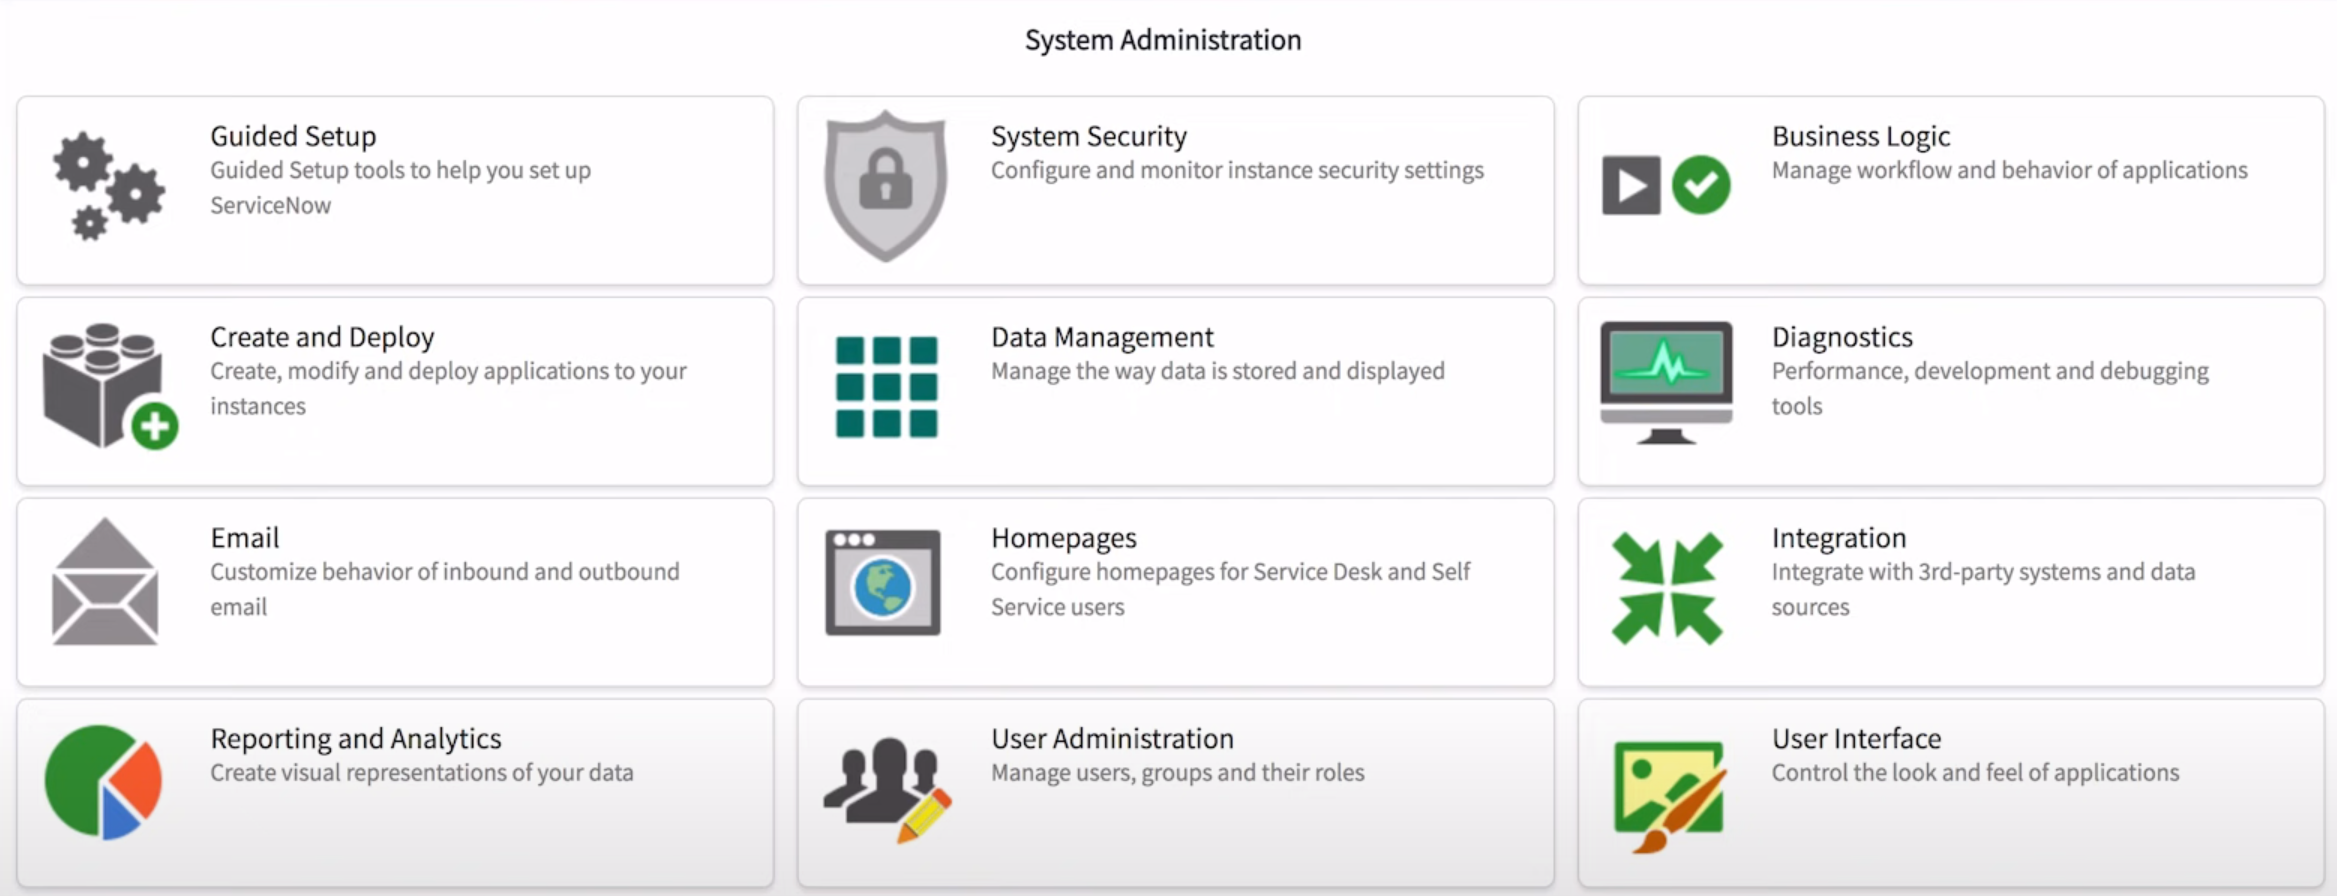 System Administration
Guided Setup
Guided Setup tools to help you set up
ServiceNow
System Security
Configure and monitor instance security settings
Business Logic
Manage workflow and behavior of applications
Create and Deploy
Create, modify and deploy applications to your
instances
Data Management
Manage the way data is stored and displayed
Diagnostics
Performance, development and debugging
tools
Email
Customize behavior of inbound and outbound
email
Homepages
Configure homepages for Service Desk and Self
Service users
Integration
Integrate with 3rd-party systems and data
sources
Reporting and Analytics
Create visual representations of your data
User Administration
Manage users, groups and their roles
User Interface
Control the look and feel of applications